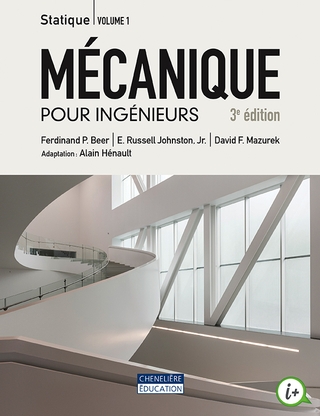 Statique | VOLUME 1
MÉCANIQUE
POUR INGÉNIEURS 3e édition
Ferdinand P. Beer | E. Russell Johnston, Jr. | David F. Mazurek
Adaptation : Alain Hénault
CHENELIÈRE
ÉDUCATION
i+